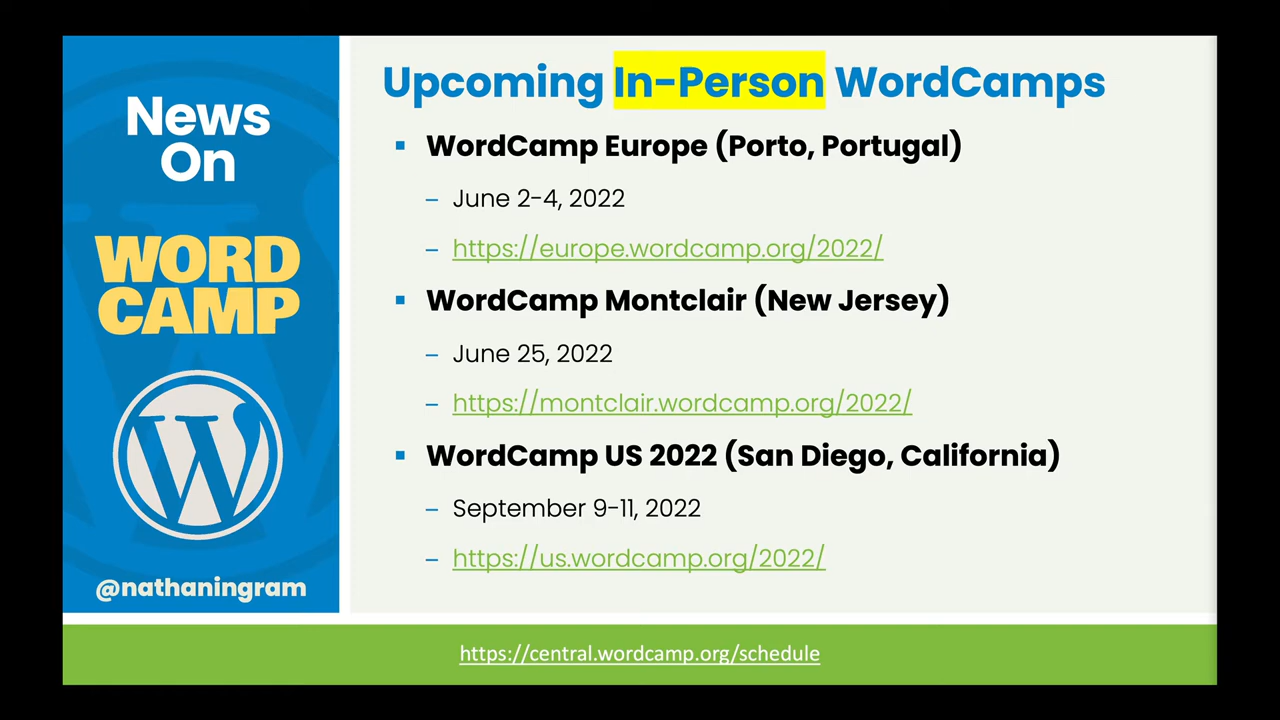 News
On
WORD
CAMP
@nathaningram
Upcoming In-Person WordCamps
▪ WordCamp Europe (Porto, Portugal)
– June 2-4, 2022
– https://europe.wordcamp.org/2022/
▪ WordCamp Montclair (New Jersey)
– June 25, 2022
– https://montclair.wordcamp.org/2022/
▪ WordCamp US 2022 (San Diego, California)
– September 9-11, 2022
– https://us.wordcamp.org/2022/
https://central.wordcamp.org/schedule